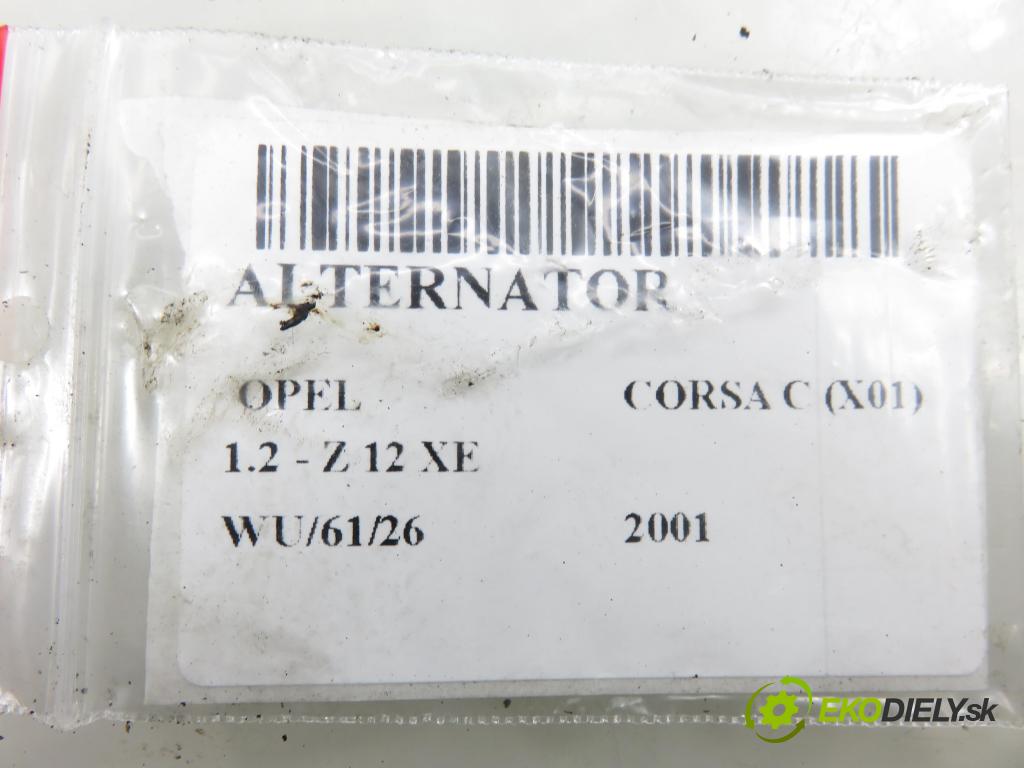 ALTERNATOR
OPEL CORSA C (X01)
1.2 - Z 12 XE
WU/61/26 2001
EKODIELY.sk